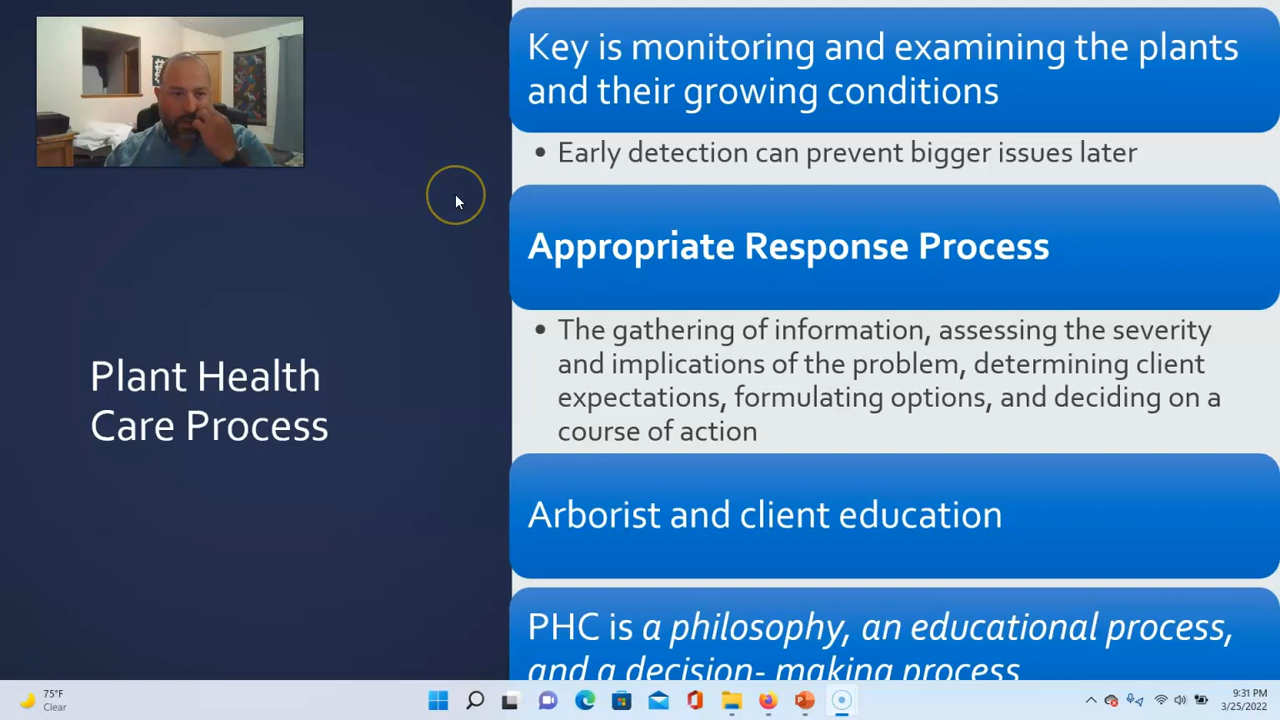 Key is monitoring and examining the plants
and their growing conditions
• Early detection can prevent bigger issues later
Appropriate Response Process
• The gathering of information, assessing the severity
and implications of the problem, determining client
expectations, formulating options, and deciding on a
course of action
Plant Health
Care Process
Arborist and client education
PHC is a philosophy, an educational process,
and a decision- making process
75°F
Clear
9:31 PM
3/25/2022